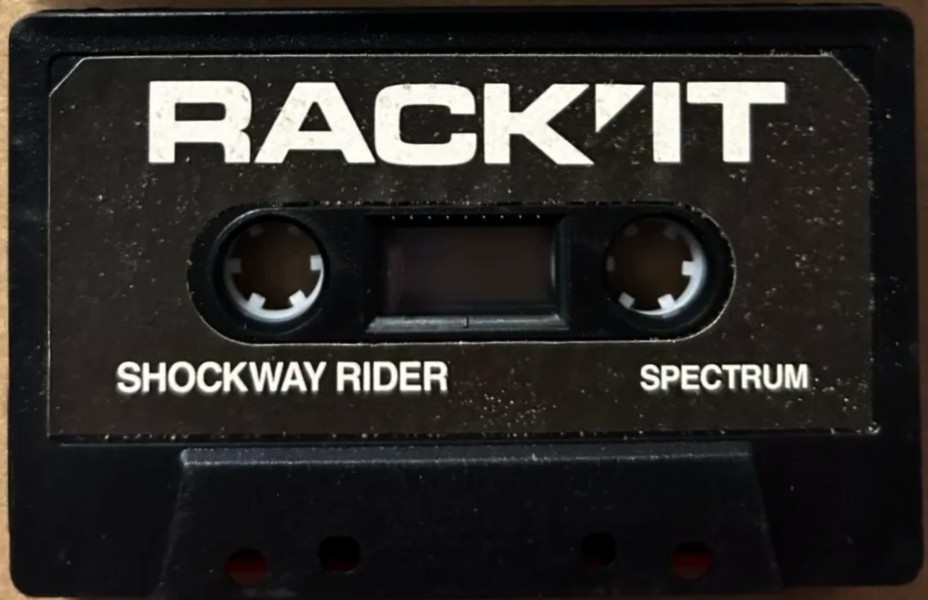 RACK'IT
SHOCKWAY RIDER
SPECTRUM